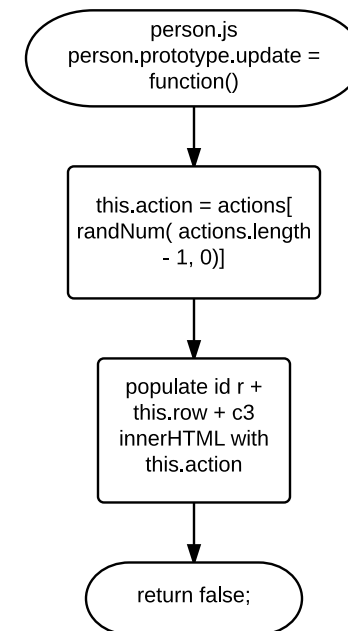 person.js
person.prototype.update =
function()
this.action = actions[
randNum( actions.length
- 1, 0)]
populate id r +
this.row + c3
innerHTML with
this.action
return false;